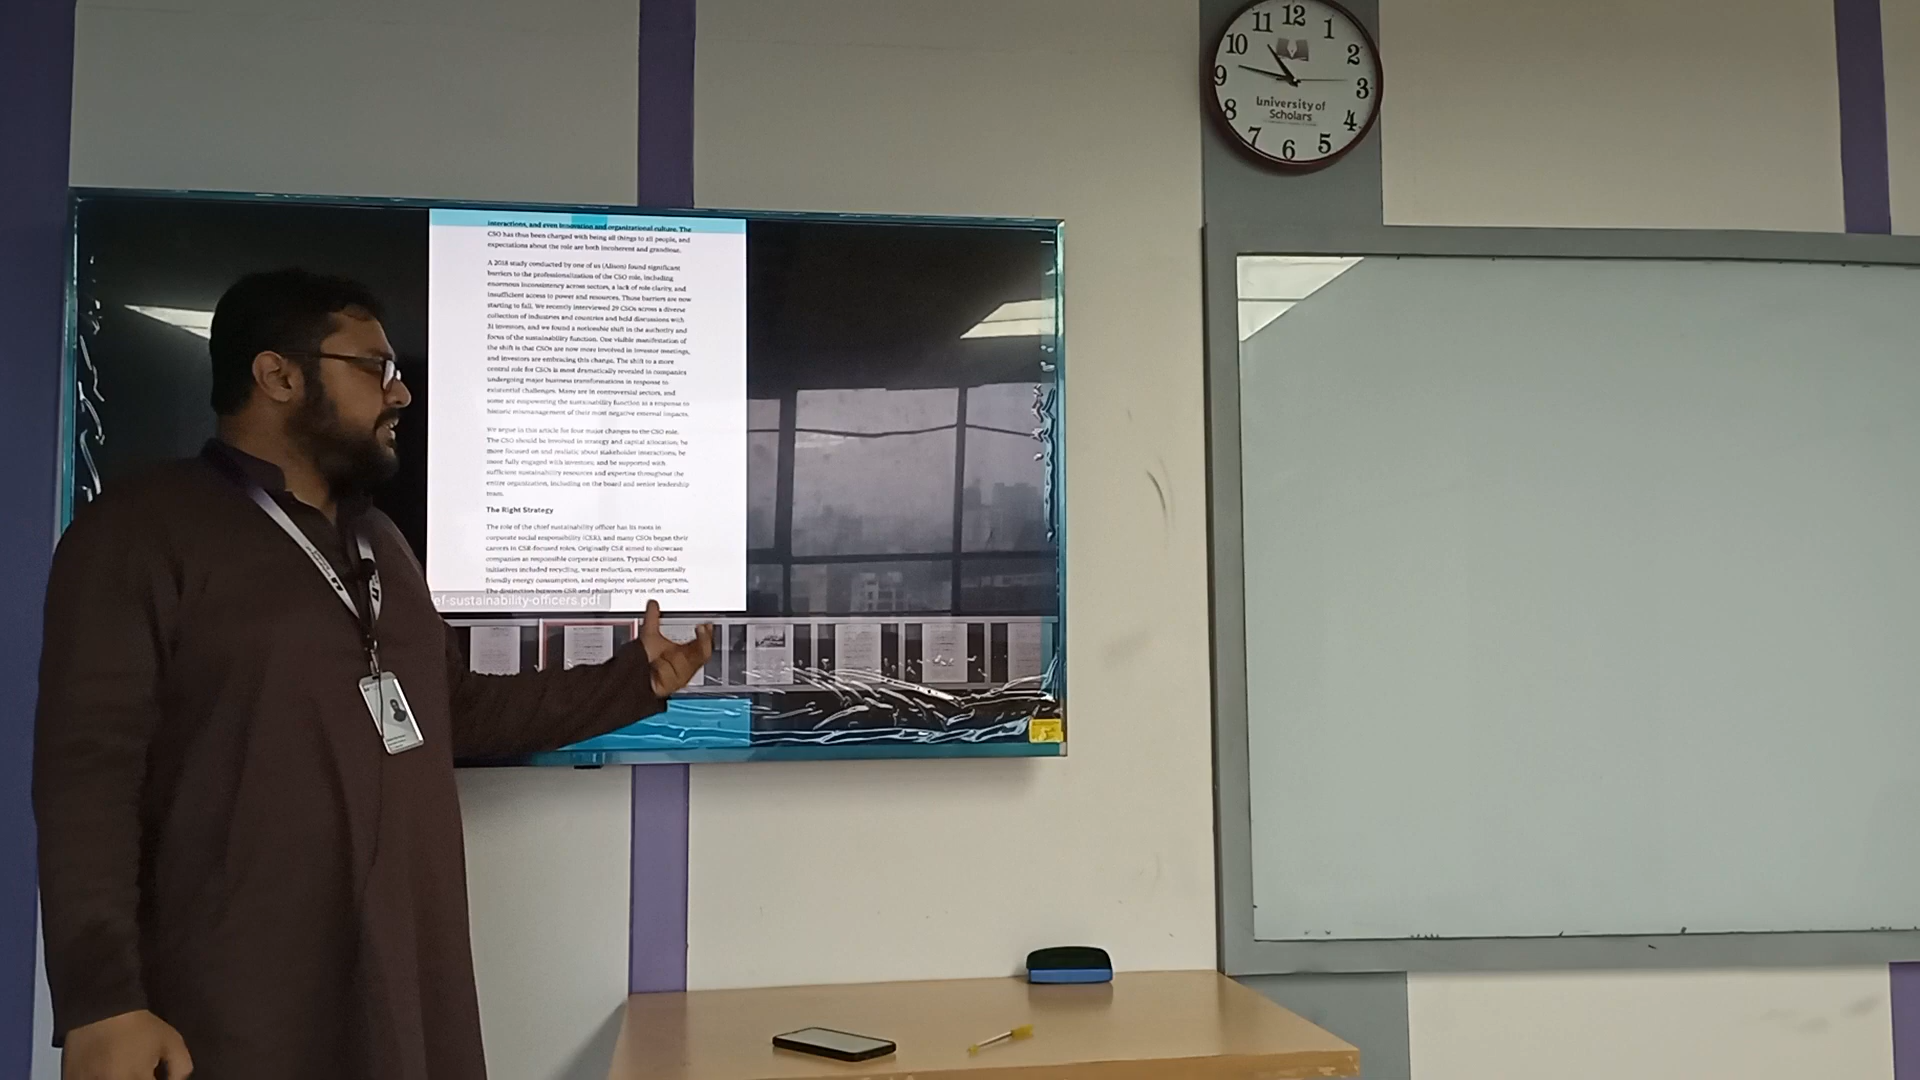 12
11
1
10
2
9
3
8
4
7
5
6
University of
Scholars
interactions, and even innovation and organizational culture. The
CSO has thus been charged with being all things to all people, and
expectations about the role are both incoherent and grandiose.
A 2018 study conducted by one of us (Alison) found significant
barriers to the professionalization of the CSO role, including
enormous inconsistency across sectors, a lack of role clarity, and
insufficient access to power and resources. Those barriers are now
starting to fall. We recently interviewed 29 CSOs across a diverse
collection of industries and countries and held discussions with
31 investors, and we found a noticeable shift in the authority and
focus of the sustainability function. One visible manifestation of
the shift is that CSOs are now more involved in investor meetings,
and investors are embracing this change. The shift to a more
central role for CSOs is most dramatically revealed in companies
undergoing major business transformations in response to
existential challenges. Many are in controversial sectors, and
some are empowering the sustainability function as a response to
historic mismanagement of their most negative external impacts.
We argue in this article for four major changes to the CSO role.
The CSO should be involved in strategy and capital allocation; be
more focused on and realistic about stakeholder interactions; be
more fully engaged with investors; and be supported with
sufficient sustainability resources and expertise throughout the
entire organization, including on the board and senior leadership
team.
The Right Strategy
The role of the chief sustainability officer has its roots in
corporate social responsibility (CSR), and many CSOs began their
careers in CSR-focused roles. Originally CSR aimed to showcase
companies as responsible corporate citizens. Typical CSO-led
initiatives included recycling, waste reduction, environmentally
friendly energy consumption, and employee volunteer programs.
The distinction between CSR and philanthropy was often unclear.
ef-sustainability-officers.pdf